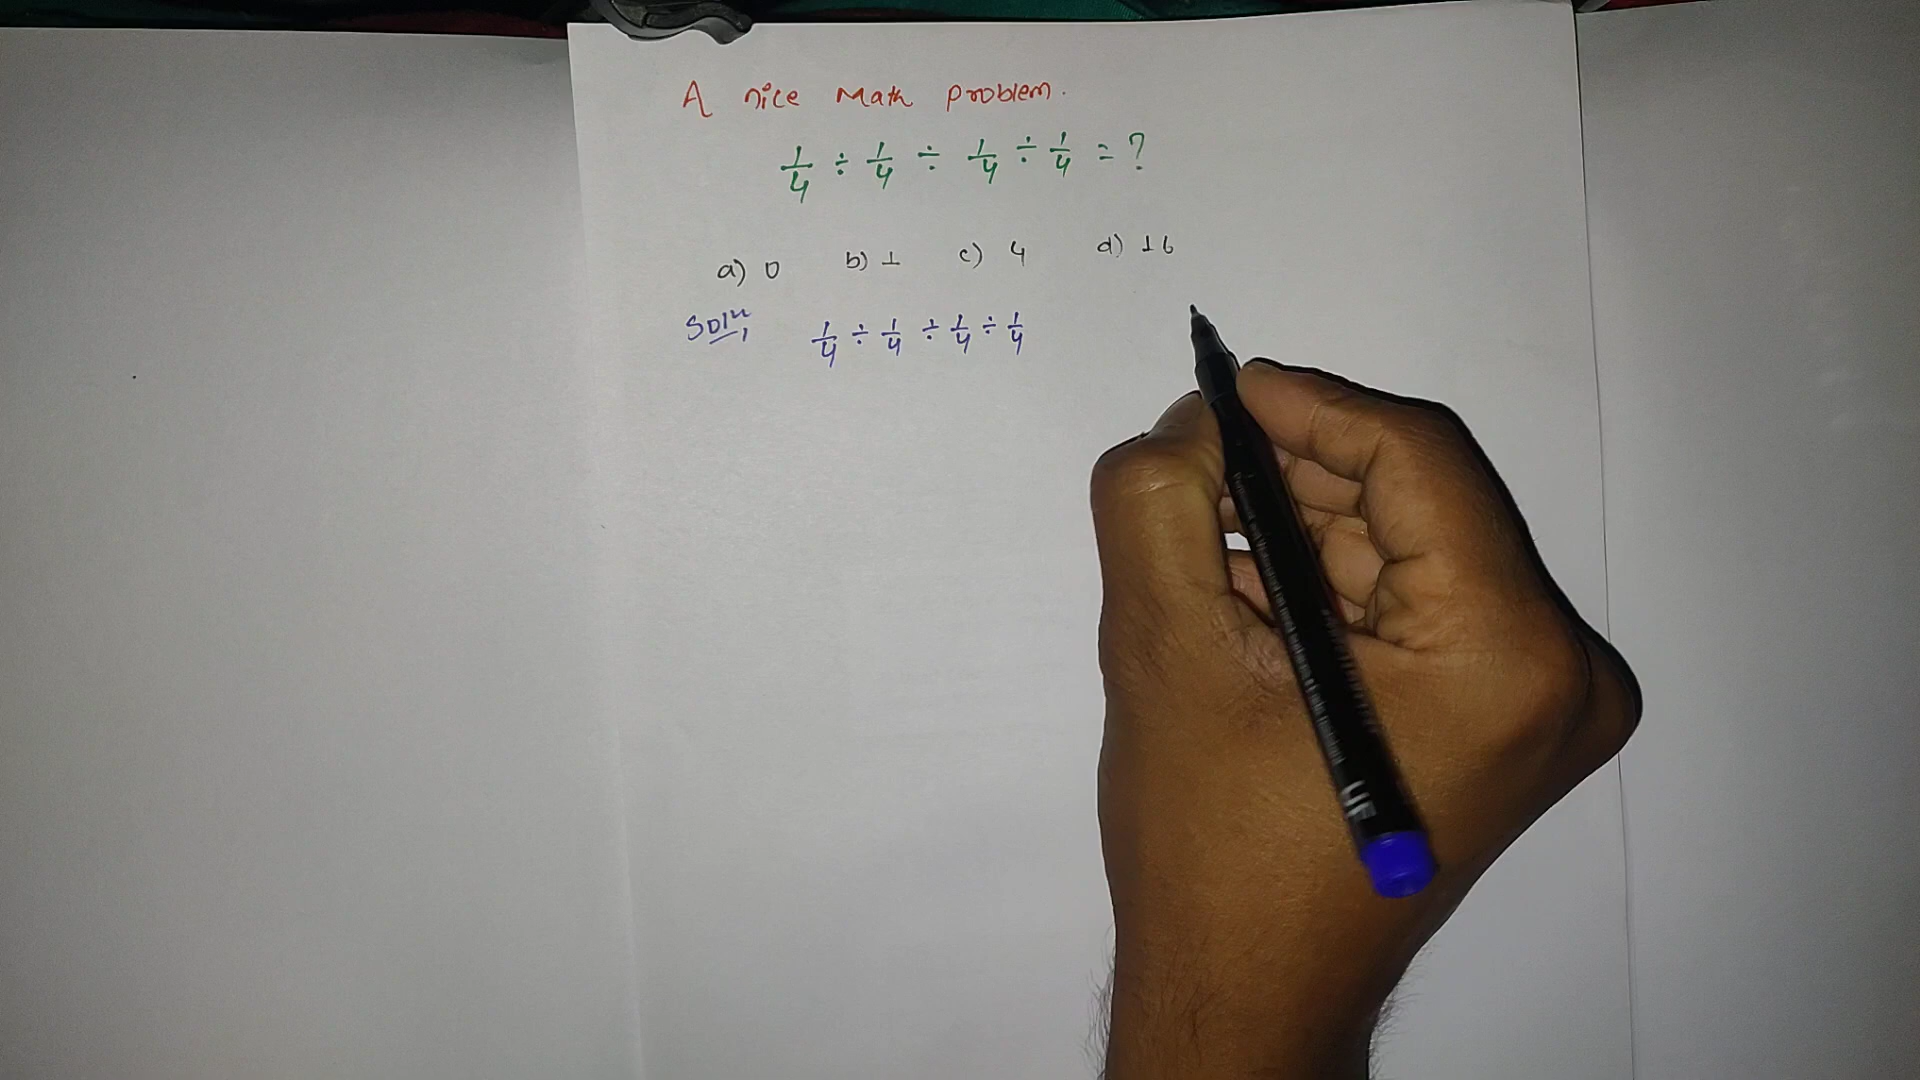 A nice Math problem.
1/4 ÷ 1/4 ÷ 1/4 ÷ 1/4 = ?
a) 0 b) 1 c) 4 d) 16
Soln, 1/4 ÷ 1/4 ÷ 1/4 ÷ 1/4